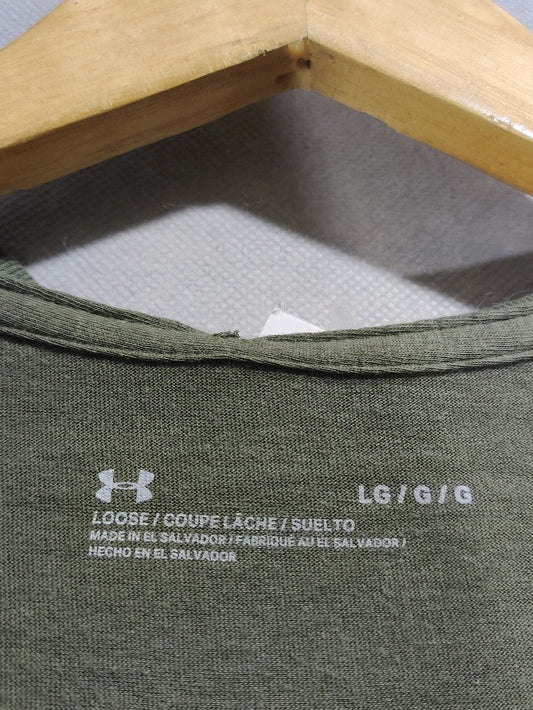 LG / G / G
LOOSE / COUPE LÂCHE / SUELTO
MADE IN EL SALVADOR / FABRIQUÉ AU EL SALVADOR /
HECHO EN EL SALVADOR